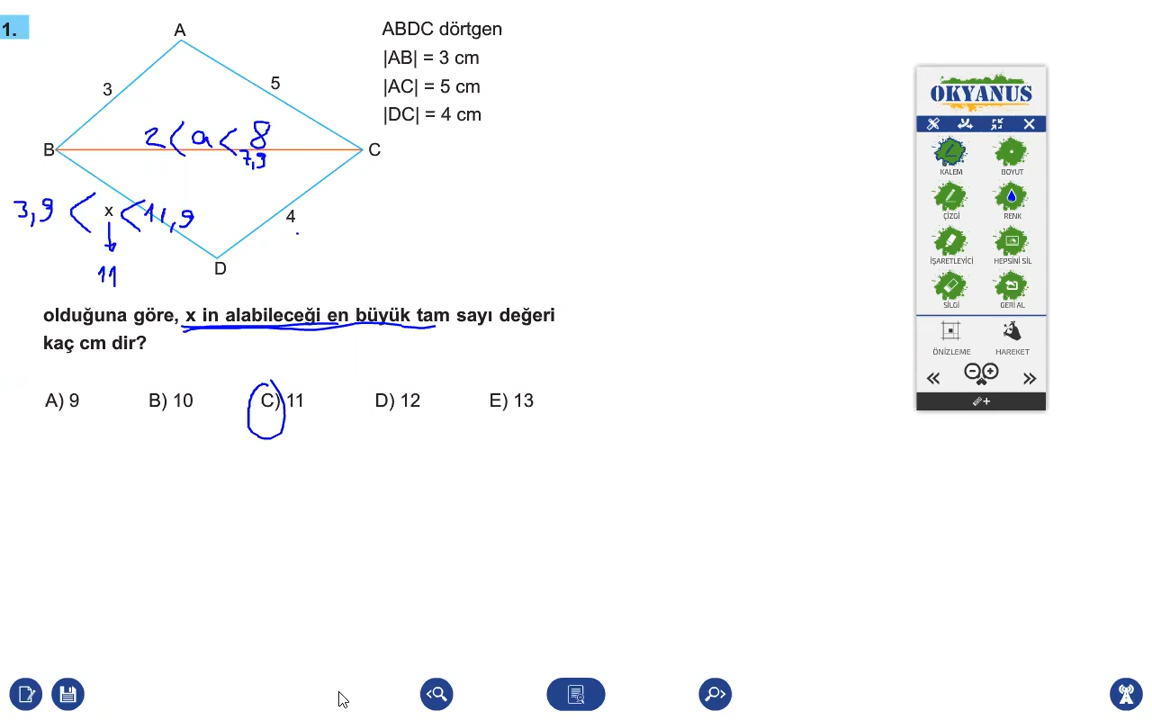 1.
A
ABDC dörtgen
|AB| = 3 cm
|AC| = 5 cm
|DC| = 4 cm
3
5
2 < a < 8
7,9
B
C
3,9 < x < 11,9
4
11
D
olduğuna göre, x in alabileceği en büyük tam sayı değeri
kaç cm dir?
A) 9 B) 10 C) 11 D) 12 E) 13
OKYANUS
KALEM BOYUT
ÇİZGİ RENK
İŞARETLEYİCİ HEPSİNİ SİL
SİLGİ GERİ AL
ÖNİZLEME HAREKET